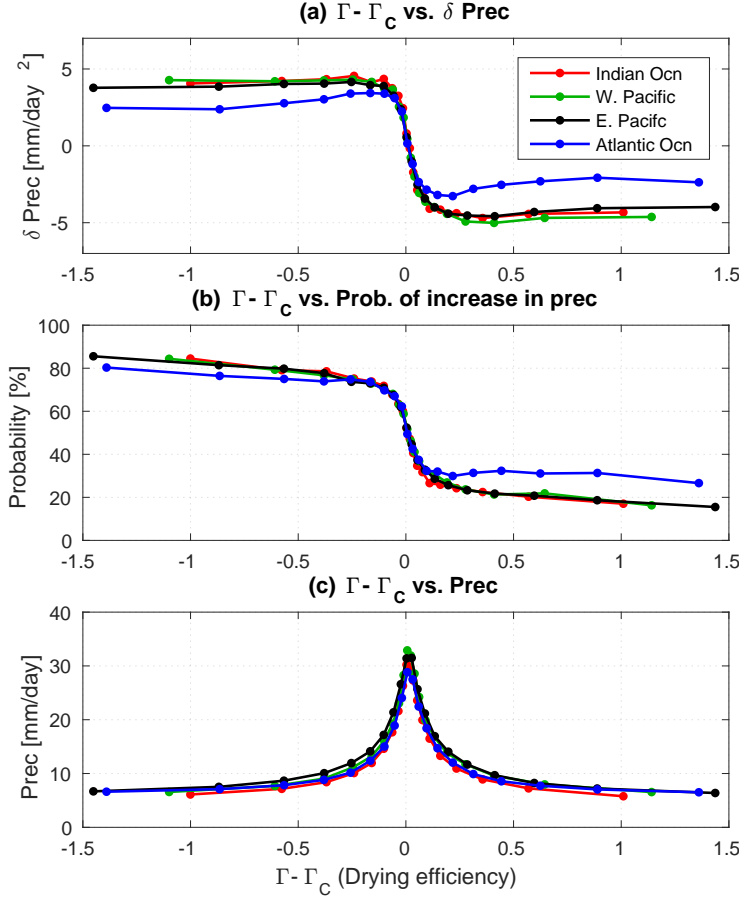 (a) Γ- Γ_C vs. δ Prec
δ Prec [mm/day ²]
5
0
-5
-1.5 -1 -0.5 0 0.5 1 1.5
Indian Ocn
W. Pacific
E. Pacifc
Atlantic Ocn
(b) Γ- Γ_C vs. Prob. of increase in prec
Probability [%]
100
80
60
40
20
0
-1.5 -1 -0.5 0 0.5 1 1.5
(c) Γ- Γ_C vs. Prec
Prec [mm/day]
40
30
20
10
0
-1.5 -1 -0.5 0 0.5 1 1.5
Γ- Γ_C (Drying efficiency)